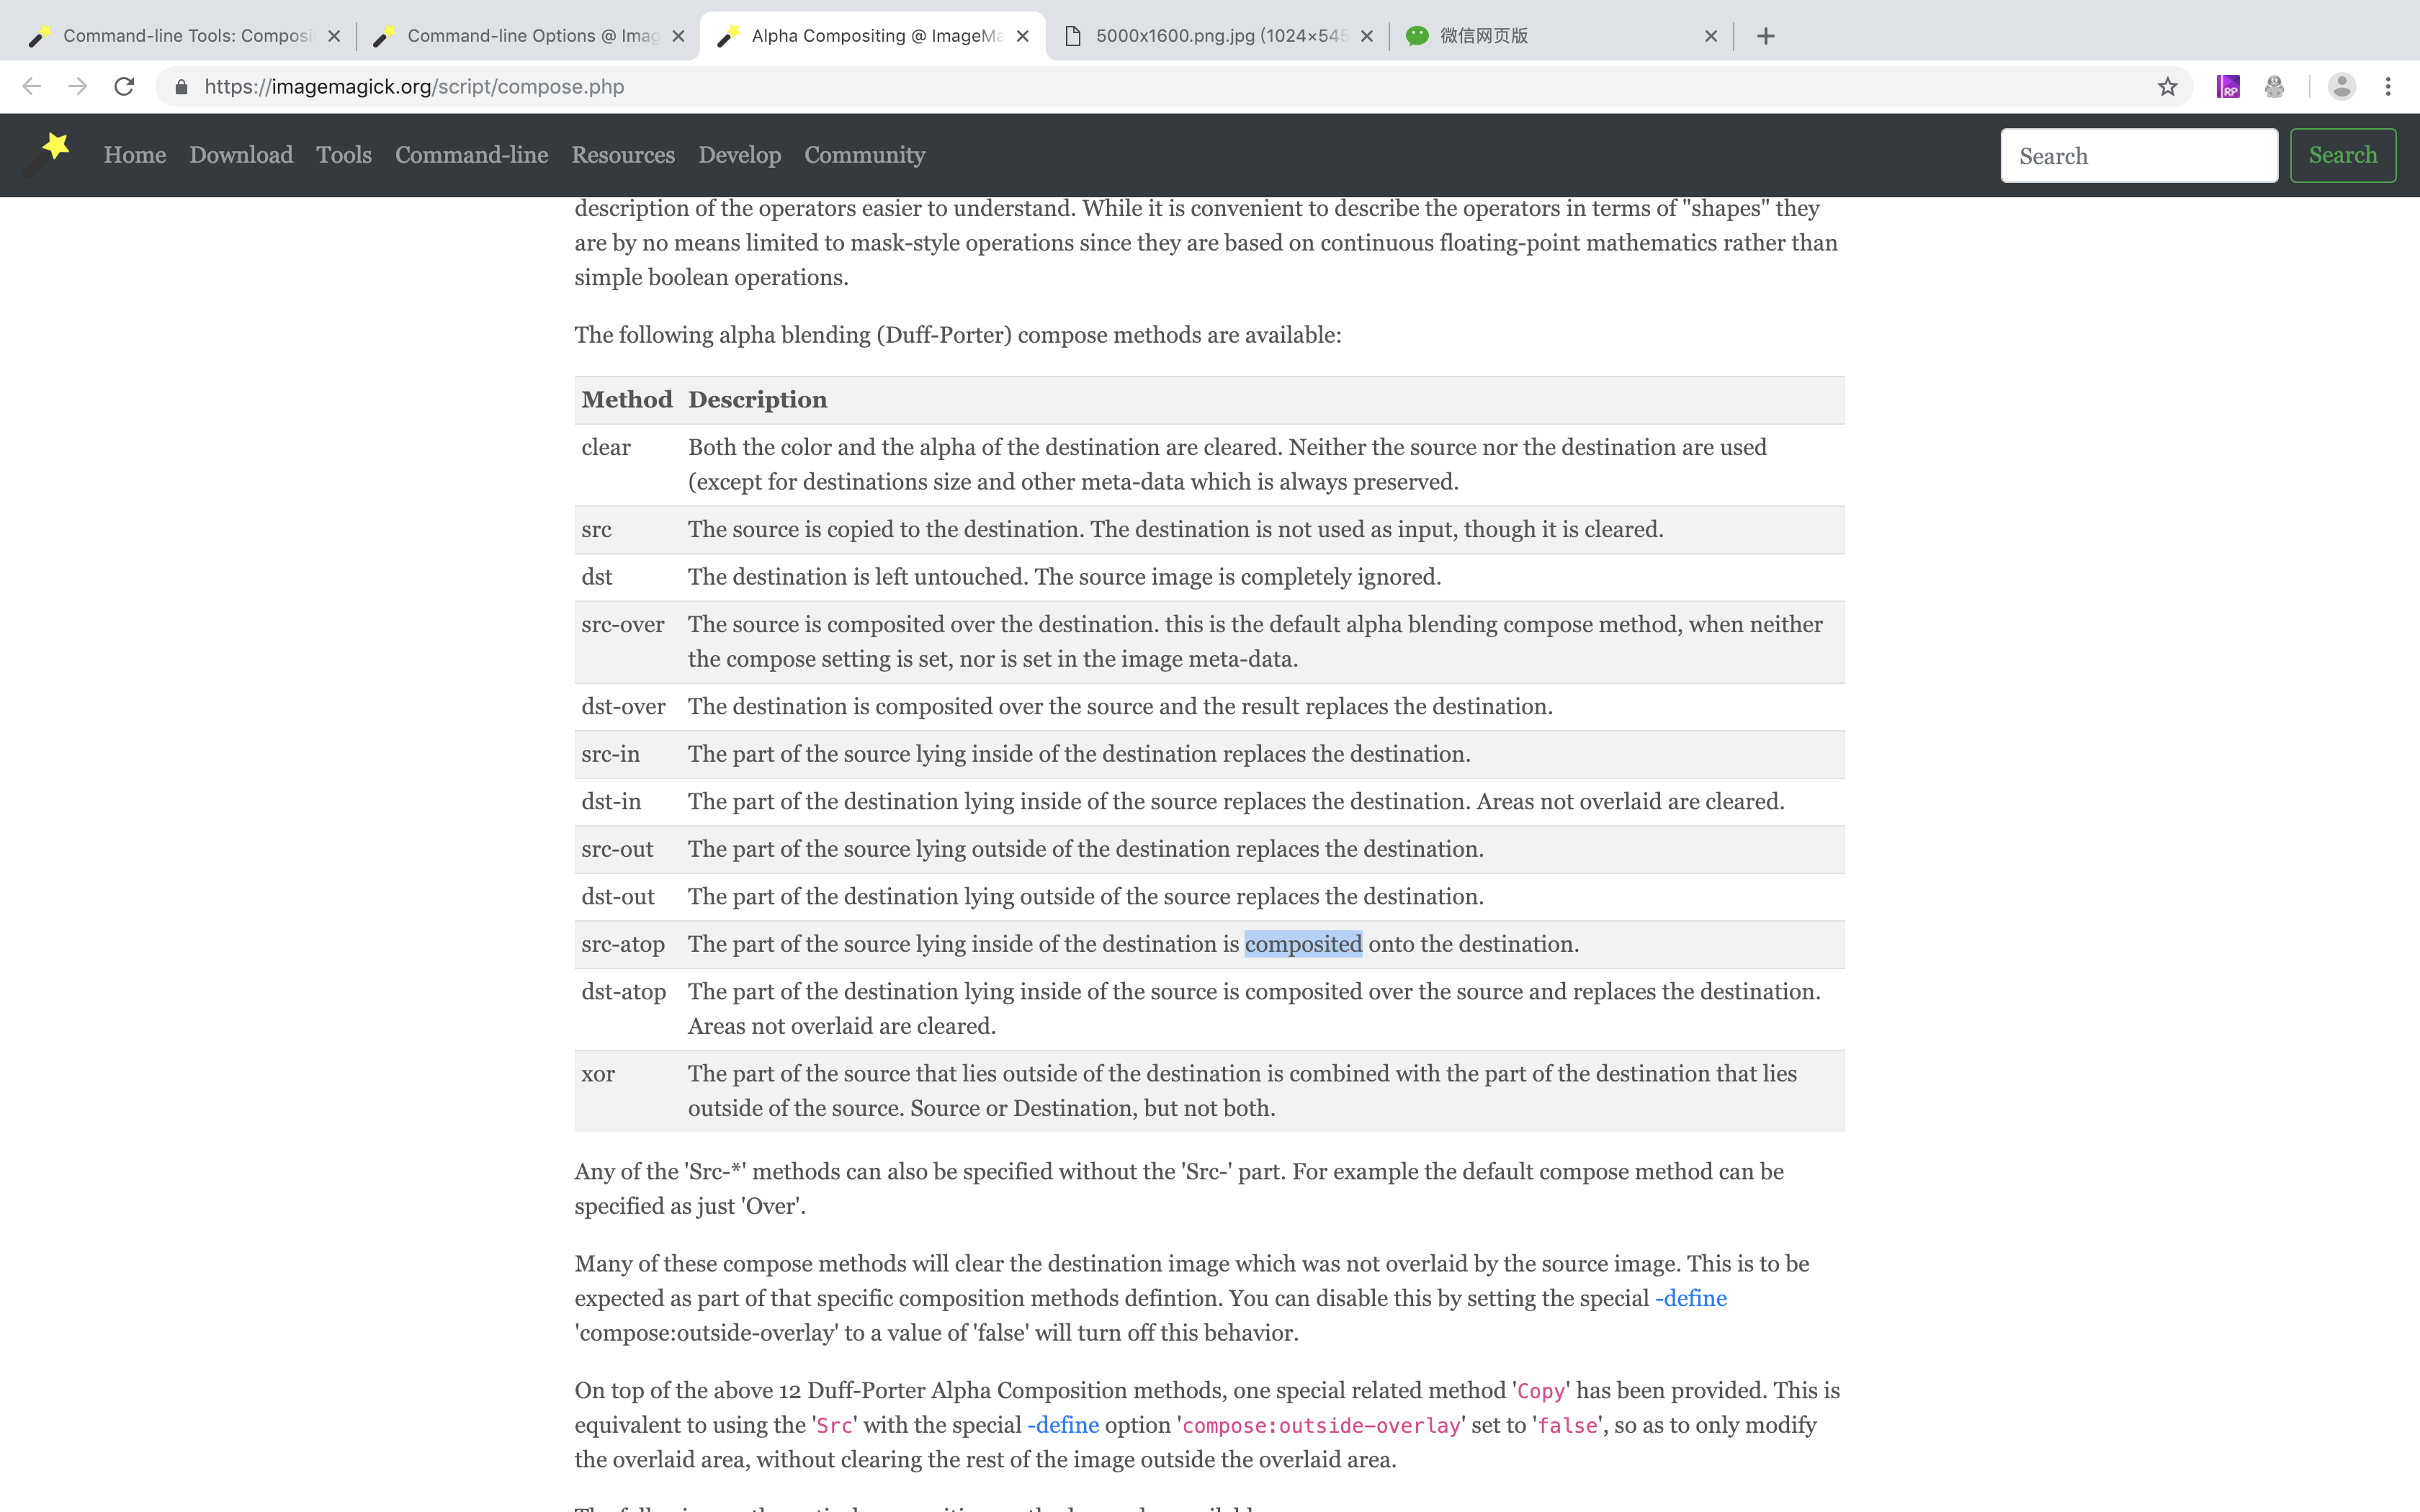 Command-line Tools: Composi
Command-line Options @ Imag
Alpha Compositing @ ImageMa
5000x1600.png.jpg (1024×545
微信网页版
https://imagemagick.org/script/compose.php
RP
Home Download Tools Command-line Resources Develop Community
Search
Search
description of the operators easier to understand. While it is convenient to describe the operators in terms of "shapes" they
are by no means limited to mask-style operations since they are based on continuous floating-point mathematics rather than
simple boolean operations.
The following alpha blending (Duff-Porter) compose methods are available:
Method Description
clear Both the color and the alpha of the destination are cleared. Neither the source nor the destination are used
(except for destinations size and other meta-data which is always preserved.
src The source is copied to the destination. The destination is not used as input, though it is cleared.
dst The destination is left untouched. The source image is completely ignored.
src-over The source is composited over the destination. this is the default alpha blending compose method, when neither
the compose setting is set, nor is set in the image meta-data.
dst-over The destination is composited over the source and the result replaces the destination.
src-in The part of the source lying inside of the destination replaces the destination.
dst-in The part of the destination lying inside of the source replaces the destination. Areas not overlaid are cleared.
src-out The part of the source lying outside of the destination replaces the destination.
dst-out The part of the destination lying outside of the source replaces the destination.
src-atop The part of the source lying inside of the destination is composited onto the destination.
dst-atop The part of the destination lying inside of the source is composited over the source and replaces the destination.
Areas not overlaid are cleared.
xor The part of the source that lies outside of the destination is combined with the part of the destination that lies
outside of the source. Source or Destination, but not both.
Any of the 'Src-*' methods can also be specified without the 'Src-' part. For example the default compose method can be
specified as just 'Over'.
Many of these compose methods will clear the destination image which was not overlaid by the source image. This is to be
expected as part of that specific composition methods defintion. You can disable this by setting the special -define
'compose:outside-overlay' to a value of 'false' will turn off this behavior.
On top of the above 12 Duff-Porter Alpha Composition methods, one special related method 'Copy' has been provided. This is
equivalent to using the 'Src' with the special -define option 'compose:outside-overlay' set to 'false', so as to only modify
the overlaid area, without clearing the rest of the image outside the overlaid area.